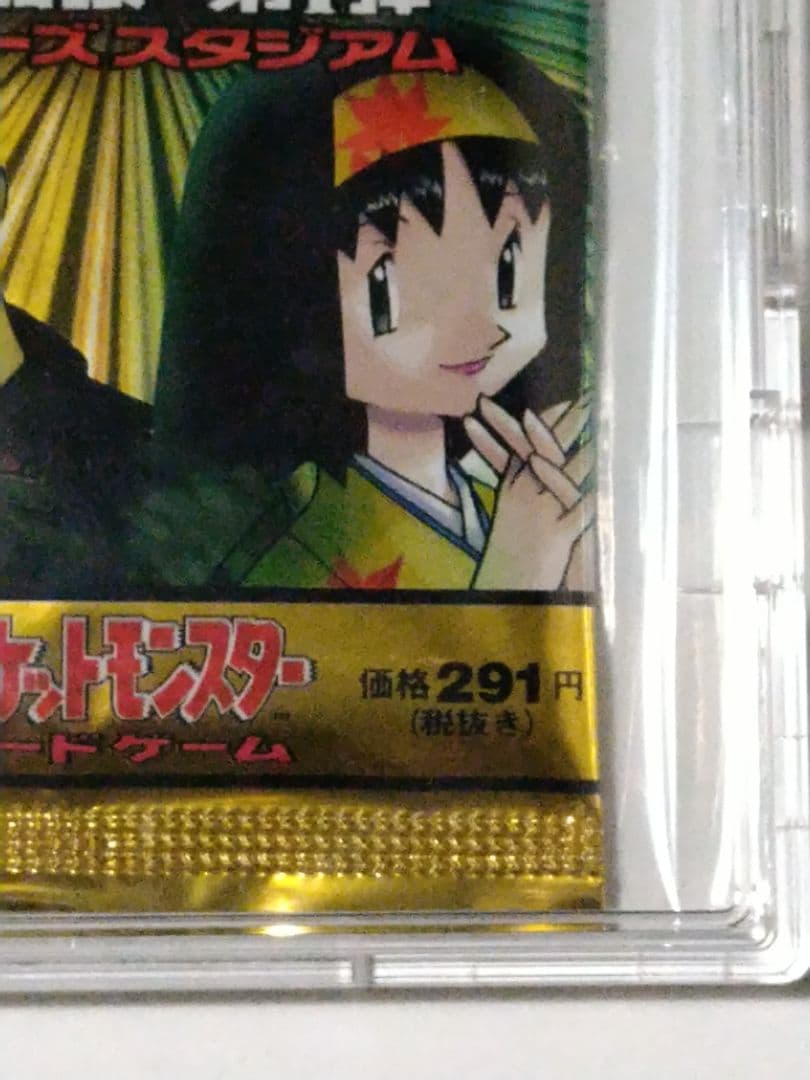 ーズスタジアム
ケットモンスター
価格291円
ードゲーム
(税抜き)